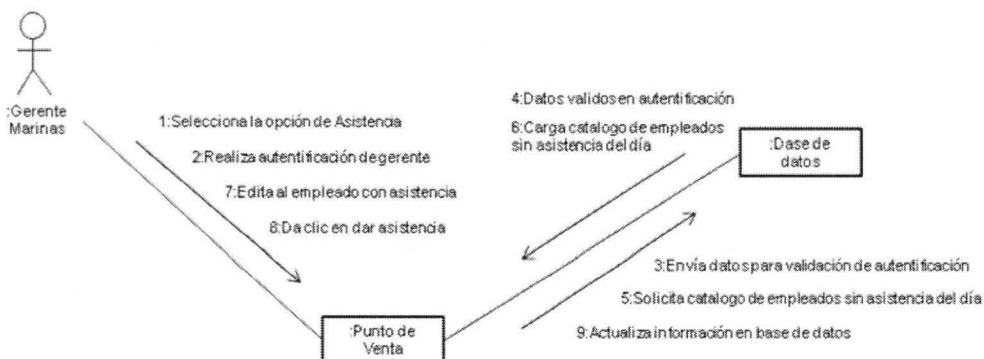 :Gerente
Marinas
1:Selecciona la opción de Asistencia
2:Realiza autentificación de gerente
7:Edita al empleado con asistencia
8:Da clic en dar asistencia
4:Datos validos en autentificación
6:Carga catalogo de empleados
sin asistencia del día
:Dase de
datos
3:Envía datos para validación de autentificación
5:Solicita catalogo de empleados sin asistencia del día
9:Actualiza información en base de datos
:Punto de
Venta